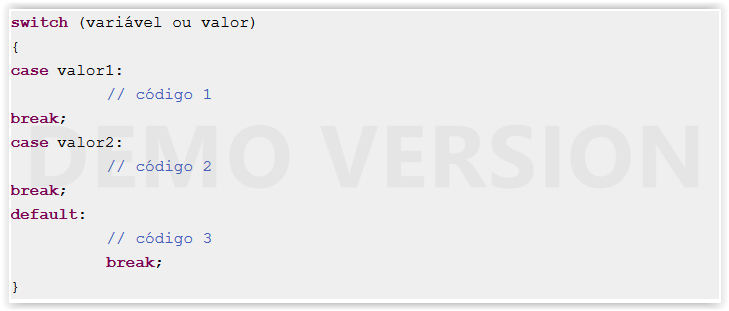 switch (variável ou valor)
{
case valor1:
// código 1
break;
case valor2:
// código 2
break;
default:
// código 3
break;
}
DEMO VERSION